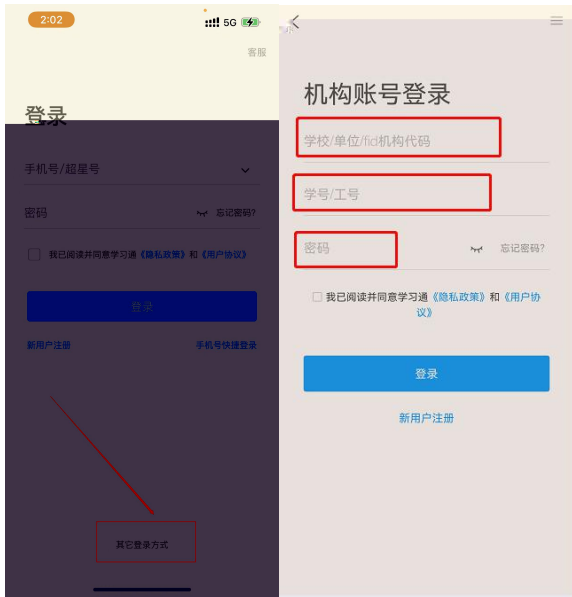 2:02
5G
客服
登录
手机号/超星号
密码
忘记密码?
我已阅读并同意学习通《隐私政策》和《用户协议》
登录
新用户注册
手机号快捷登录
其它登录方式
机构账号登录
学校/单位/fid机构代码
学号/工号
密码
忘记密码?
我已阅读并同意学习通《隐私政策》和《用户协
议》
登录
新用户注册